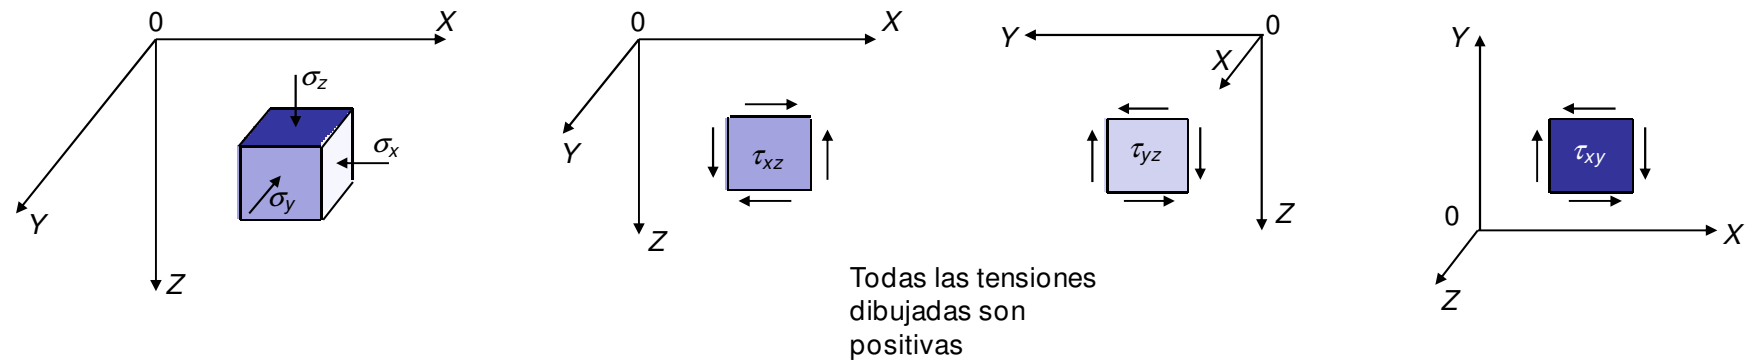 0 X
σz
σx
σy
Y
Z
0 X
τxz
Y
Z
Y 0
X
τyz
Z
Y
τxy
0
X
Z
Todas las tensiones
dibujadas son
positivas